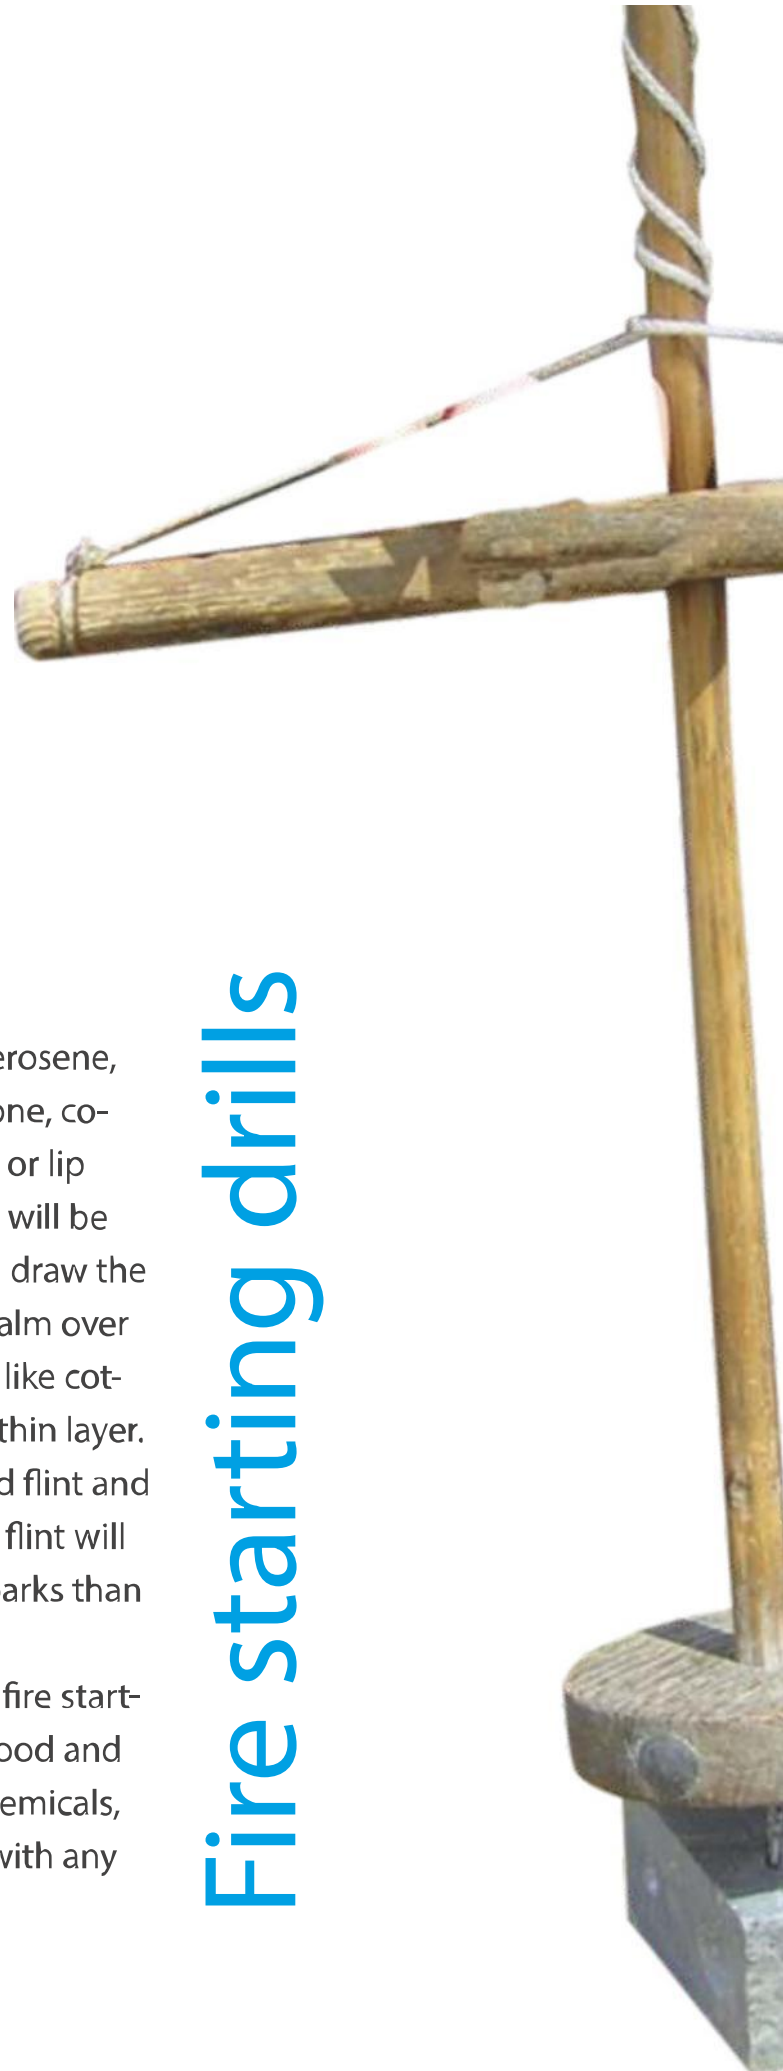 erosene,
one, co-
or lip
will be
draw the
alm over
like cot-
thin layer.
d flint and
flint will
arks than
fire start-
ood and
emicals,
with any
Fire starting drills